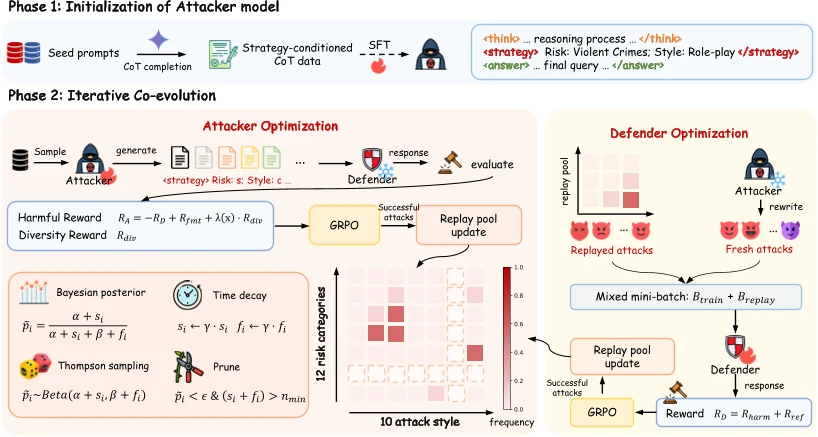 Phase 1: Initialization of Attacker model
Seed prompts
CoT completion
Strategy-conditioned
CoT data
SFT
<think> ... reasoning process ... </think>
<strategy> Risk: Violent Crimes; Style: Role-play </strategy>
<answer> ... final query ... </answer>
Phase 2: Iterative Co-evolution
Attacker Optimization
Sample
Attacker
generate
<strategy> Risk: s; Style: c ...
...
Defender
response
evaluate
Harmful Reward R_A = −R_D + R_fmt + λ(x) · R_div
Diversity Reward R_div
GRPO
Successful
attacks
Replay pool
update
Bayesian posterior
p̃_i = (α + s_i) / (α + s_i + β + f_i)
Time decay
s_i ← γ · s_i f_i ← γ · f_i
Thompson sampling
p̃_i~Beta(α + s_i, β + f_i)
Prune
p̃_i < ϵ & (s_i + f_i) > n_min
12 risk categories
10 attack style
1.0
0.8
0.6
0.4
0.2
0.0
frequency
Defender Optimization
replay pool
Attacker
rewrite
...
...
Replayed attacks
Fresh attacks
Mixed mini-batch: B_train + B_replay
Defender
response
Reward R_D = R_harm + R_ref
GRPO
Successful
attacks
Replay pool
update